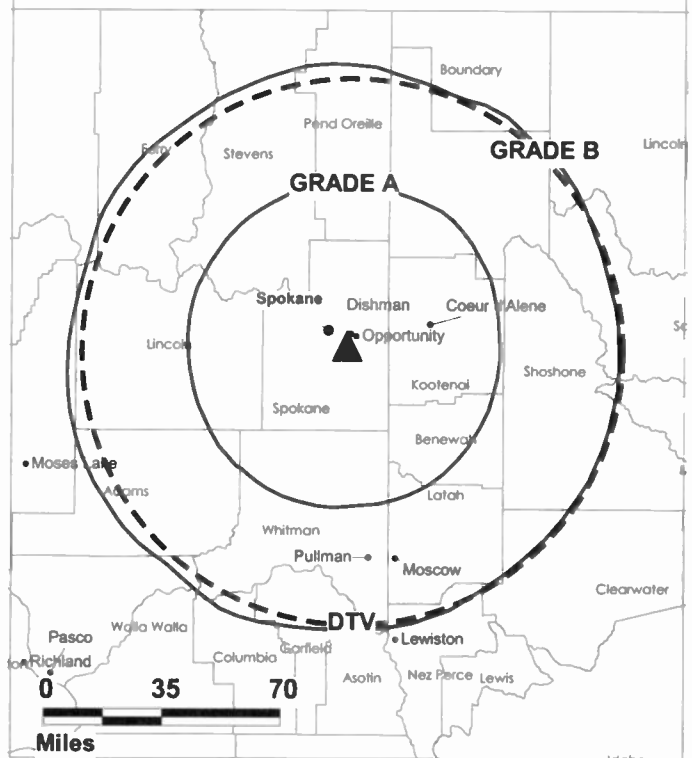 Boundary
Pend Oreille
Lincoln
GRADE B
Ferry
Stevens
GRADE A
Spokane
Dishman
Coeur d'Alene
Opportunity
Lincoln
Shoshone
Kootenai
Spokane
Benewah
Moses Lake
Adams
Latah
Whitman
Pullman
Moscow
Clearwater
DTV
Walla Walla
Pasco
Lewiston
Garfield
Richland
Columbia
Asotin
Nez Perce
Lewis
0 35 70
Miles